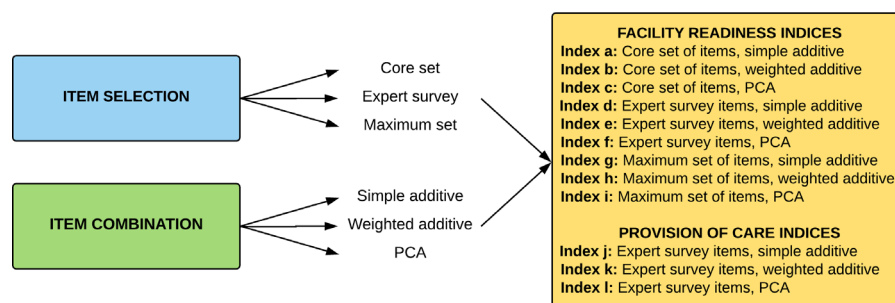 ITEM SELECTION
Core set
Expert survey
Maximum set
ITEM COMBINATION
Simple additive
Weighted additive
PCA
FACILITY READINESS INDICES
Index a: Core set of items, simple additive
Index b: Core set of items, weighted additive
Index c: Core set of items, PCA
Index d: Expert survey items, simple additive
Index e: Expert survey items, weighted additive
Index f: Expert survey items, PCA
Index g: Maximum set of items, simple additive
Index h: Maximum set of items, weighted additive
Index i: Maximum set of items, PCA
PROVISION OF CARE INDICES
Index j: Expert survey items, simple additive
Index k: Expert survey items, weighted additive
Index l: Expert survey items, PCA